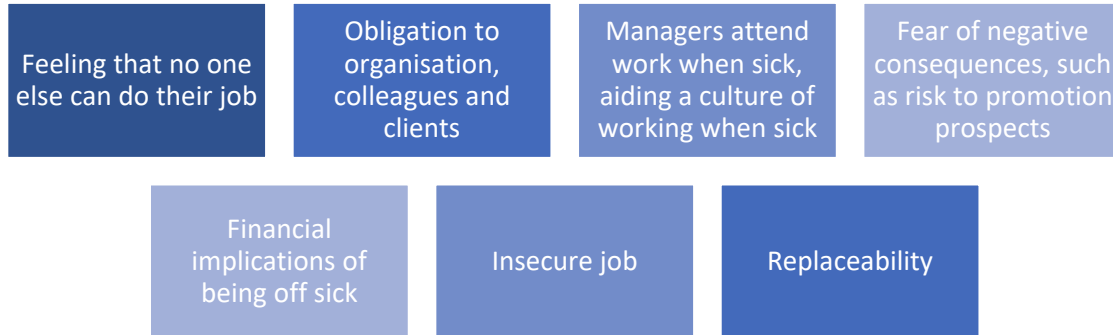 Feeling that no one
else can do their job
Obligation to
organisation,
colleagues and
clients
Managers attend
work when sick,
aiding a culture of
working when sick
Fear of negative
consequences, such
as risk to promotion
prospects
Financial
implications of
being off sick
Insecure job
Replaceability